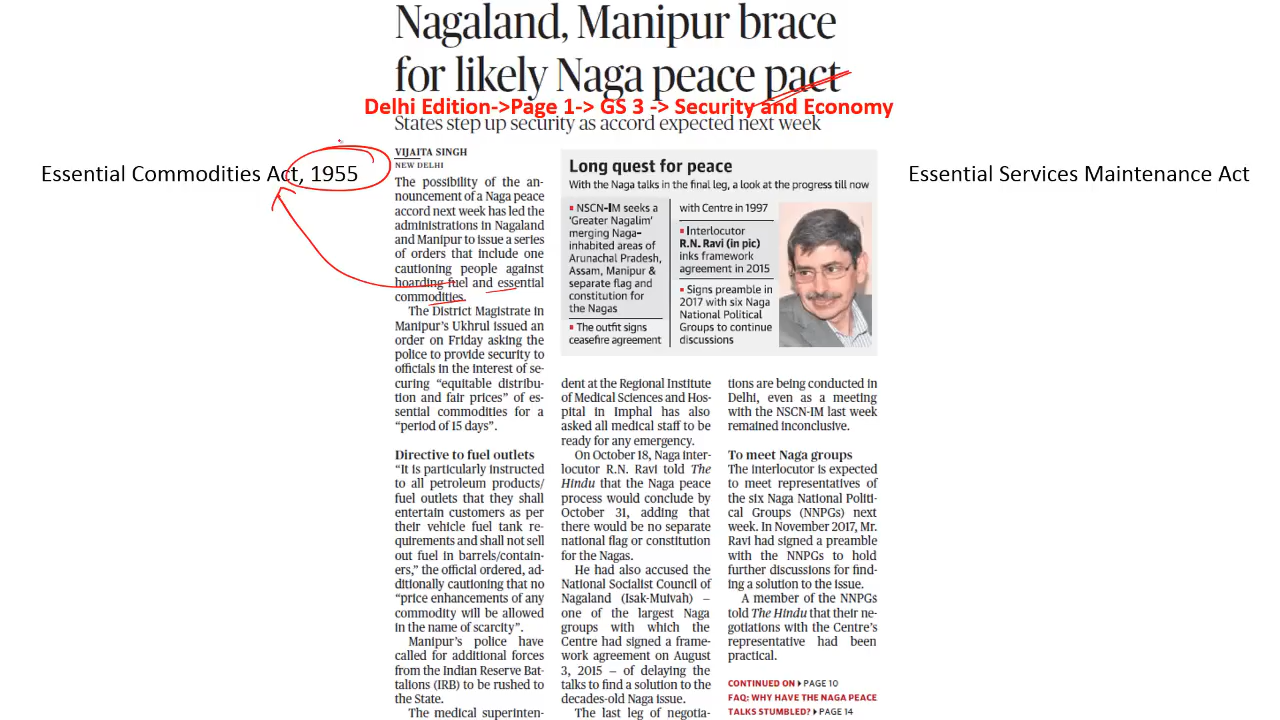 Nagaland, Manipur brace
for likely Naga peace pact
Delhi Edition->Page 1-> GS 3 -> Security and Economy
States step up security as accord expected next week
Essential Commodities Act, 1955
Essential Services Maintenance Act
VIJAITA SINGH
NEW DELHI
The possibility of the an-
nouncement of a Naga peace
accord next week has led the
administrations in Nagaland
and Manipur to issue a series
of orders that include one
cautioning people against
hoarding fuel and essential
commodities.
The District Magistrate in
Manipur's Ukhrul issued an
order on Friday asking the
police to provide security to
officials in the interest of se-
curing "equitable distribu-
tion and fair prices" of es-
sential commodities for a
"period of 15 days".
Directive to fuel outlets
"It is particularly instructed
to all petroleum products/
fuel outlets that they shall
entertain customers as per
their vehicle fuel tank re-
quirements and shall not sell
out fuel in barrels/contain-
ers," the official ordered, ad-
ditionally cautioning that no
"price enhancements of any
commodity will be allowed
in the name of scarcity".
Manipur's police have
called for additional forces
from the Indian Reserve Bat-
talions (IRB) to be rushed to
the State.
The medical superinten-
Long quest for peace
With the Naga talks in the final leg, a look at the progress till now
▪ NSCN-IM seeks a
'Greater Nagalim'
merging Naga-
inhabited areas of
Arunachal Pradesh,
Assam, Manipur &
separate flag and
constitution for
the Nagas
▪ The outfit signs
ceasefire agreement
with Centre in 1997
▪ Interlocutor
R.N. Ravi (in pic)
inks framework
agreement in 2015
▪ Signs preamble in
2017 with six Naga
National Political
Groups to continue
discussions
dent at the Regional Institute
of Medical Sciences and Hos-
pital in Imphal has also
asked all medical staff to be
ready for any emergency.
On October 18, Naga inter-
locutor R.N. Ravi told The
Hindu that the Naga peace
process would conclude by
October 31, adding that
there would be no separate
national flag or constitution
for the Nagas.
He had also accused the
National Socialist Council of
Nagaland (Isak-Muivah) –
one of the largest Naga
groups with which the
Centre had signed a frame-
work agreement on August
3, 2015 – of delaying the
talks to find a solution to the
decades-old Naga issue.
The last leg of negotia-
tions are being conducted in
Delhi, even as a meeting
with the NSCN-IM last week
remained inconclusive.
To meet Naga groups
The interlocutor is expected
to meet representatives of
the six Naga National Politi-
cal Groups (NNPGs) next
week. In November 2017, Mr.
Ravi had signed a preamble
with the NNPGs to hold
further discussions for find-
ing a solution to the issue.
A member of the NNPGs
told The Hindu that their ne-
gotiations with the Centre's
representative had been
practical.
CONTINUED ON ▸ PAGE 10
FAQ: WHY HAVE THE NAGA PEACE
TALKS STUMBLED? ▸ PAGE 14